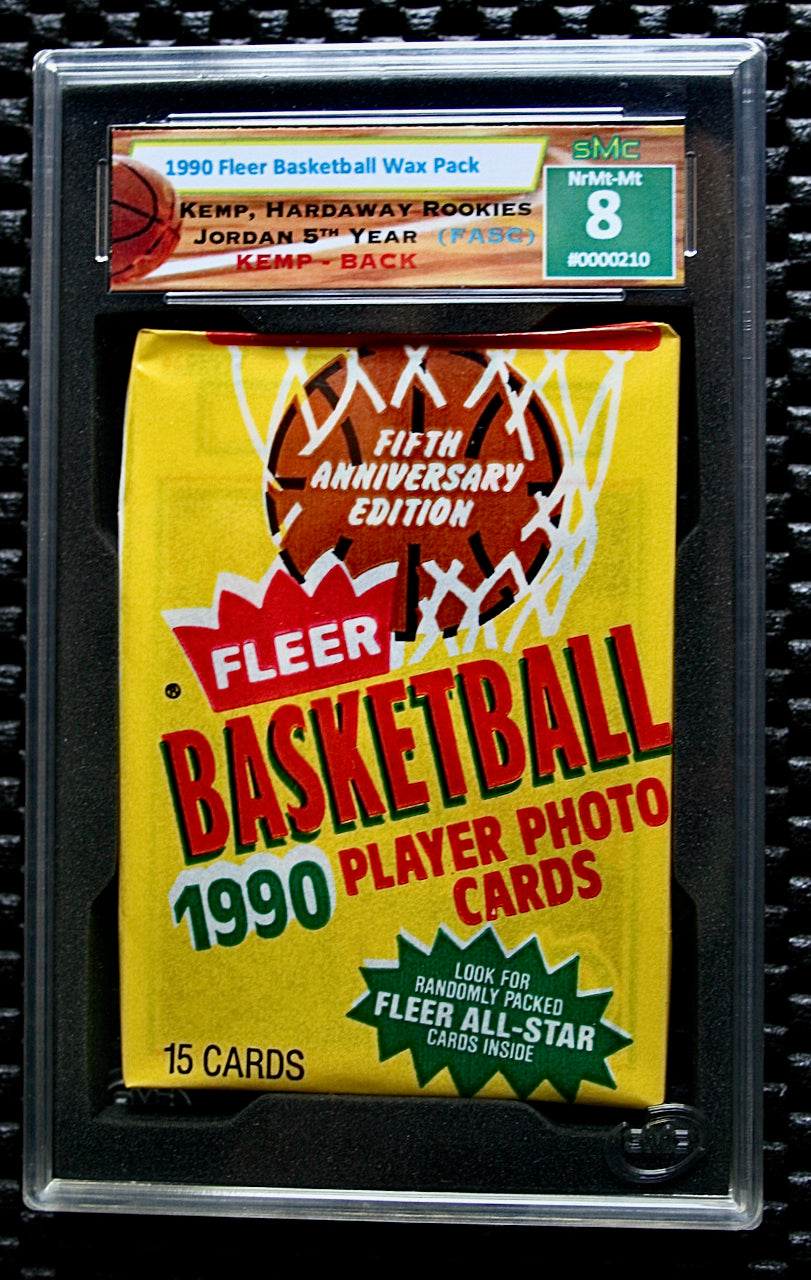 1990 Fleer Basketball Wax Pack
SMC
NrMt-Mt
8
#0000210
KEMP, HARDAWAY ROOKIES
JORDAN 5TH YEAR (FASC)
KEMP - BACK
FIFTH
ANNIVERSARY
EDITION
FLEER
®
BASKETBALL
1990 PLAYER PHOTO
CARDS
LOOK FOR
RANDOMLY PACKED
FLEER ALL-STAR
CARDS INSIDE
15 CARDS
SMC
SMC